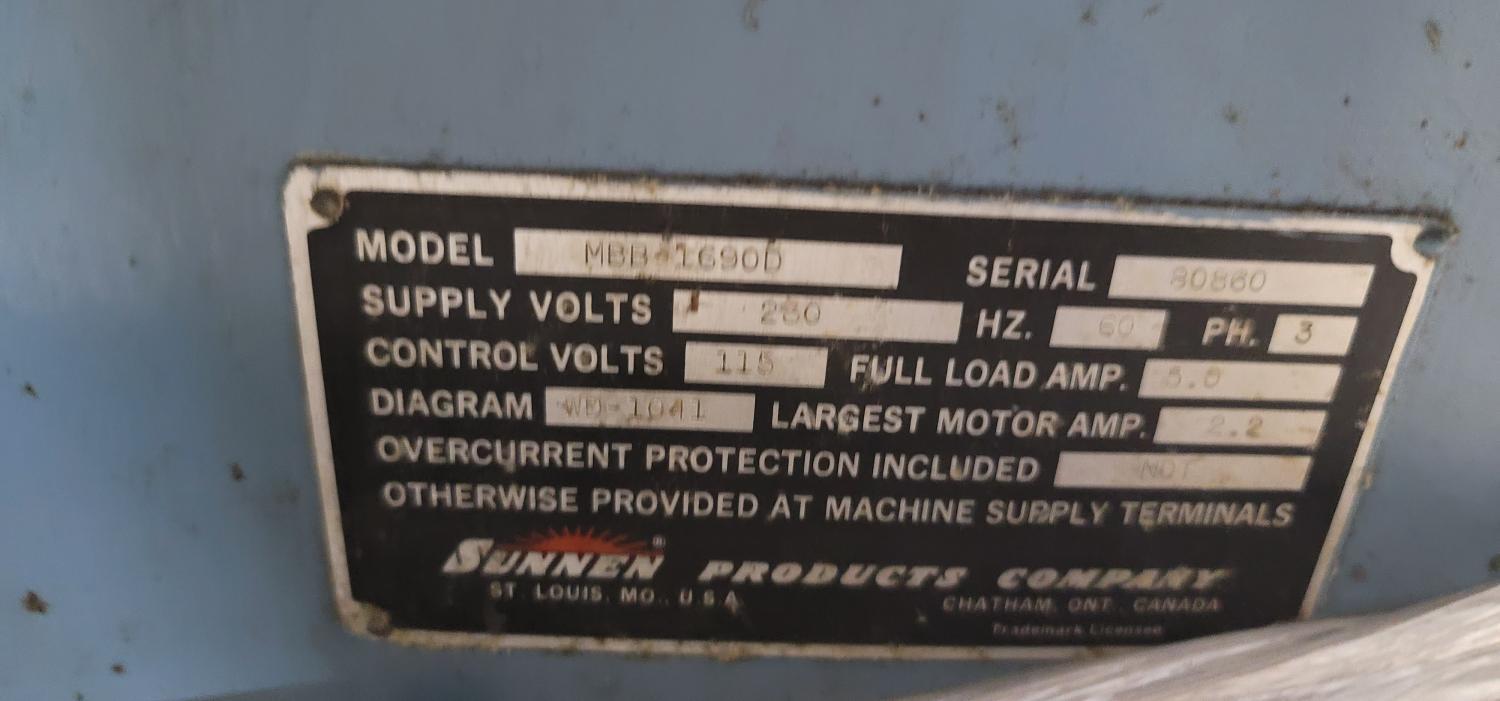 MODEL MBB-1690D SERIAL 80860
SUPPLY VOLTS 230 HZ. 60 PH. 3
CONTROL VOLTS 115 FULL LOAD AMP.
DIAGRAM WD-1041 LARGEST MOTOR AMP. 2.2
OVERCURRENT PROTECTION INCLUDED NOT
OTHERWISE PROVIDED AT MACHINE SUPPLY TERMINALS
SUNNEN® PRODUCTS COMPANY
ST. LOUIS, MO., U.S.A. CHATHAM, ONT., CANADA
Trademark Licensee